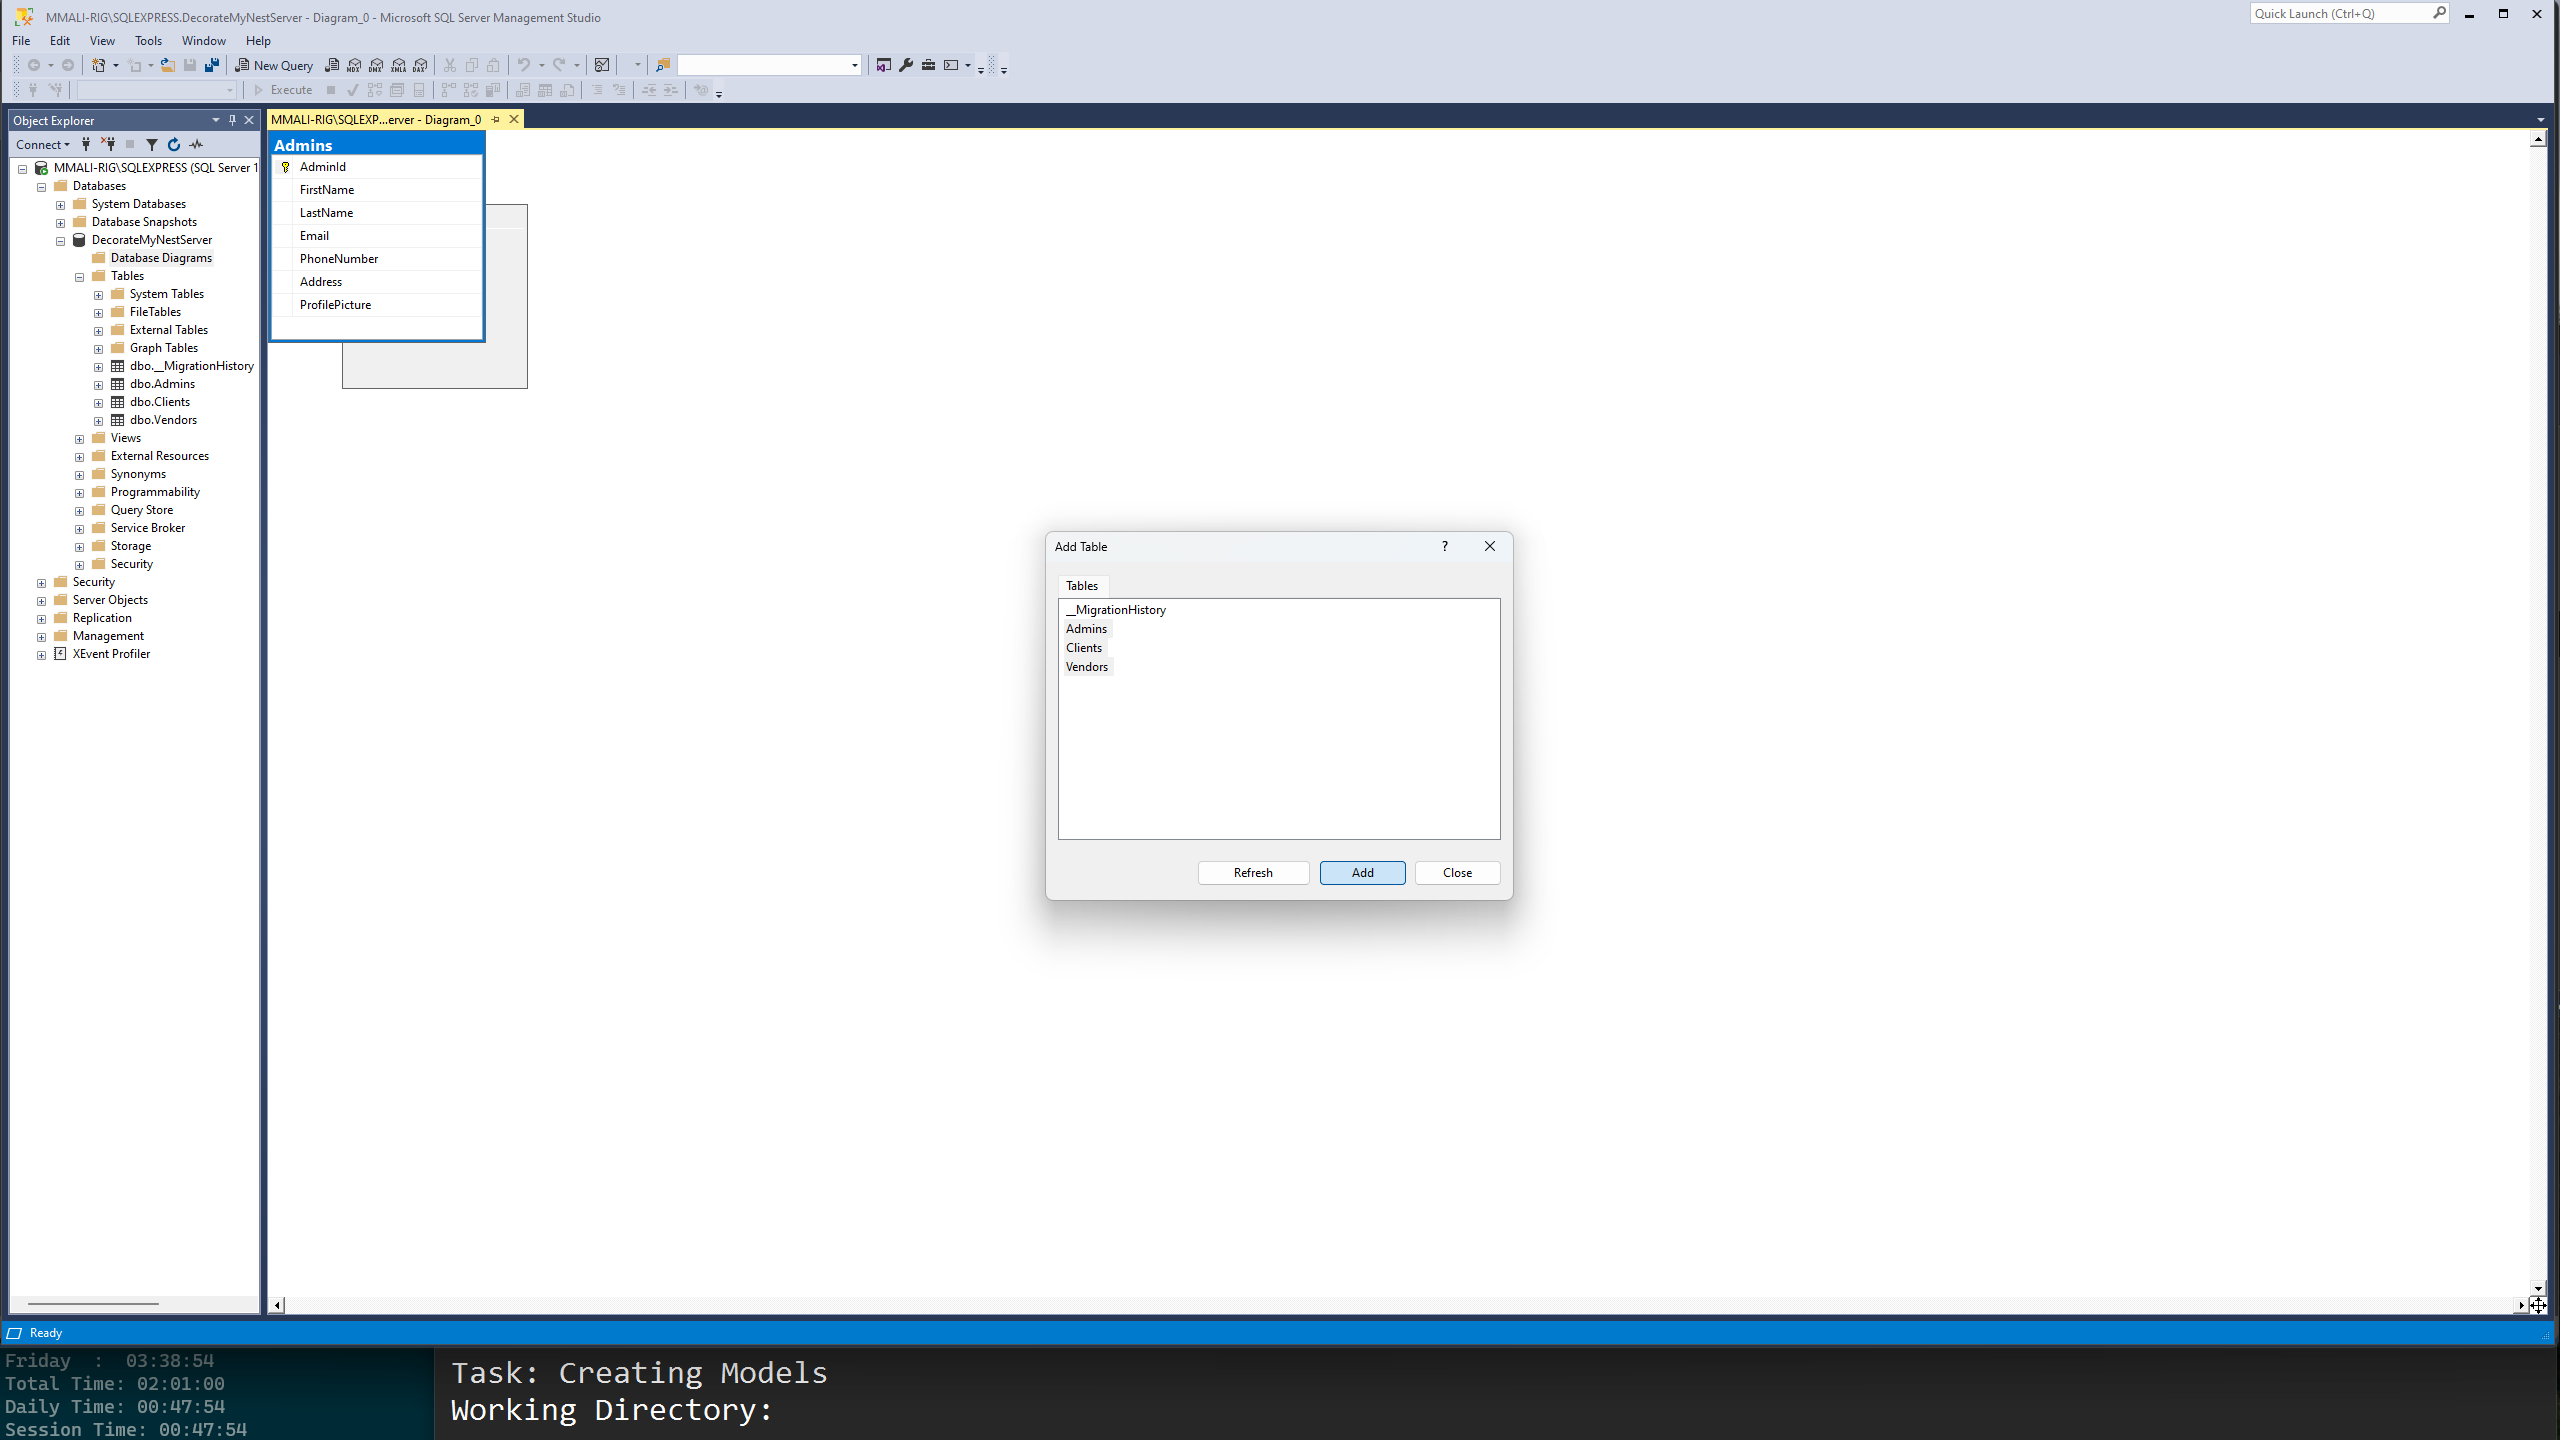 MMALI-RIG\SQLEXPRESS.DecorateMyNestServer - Diagram_0 - Microsoft SQL Server Management Studio
Quick Launch (Ctrl+Q)
File Edit View Tools Window Help
New Query
MDX DMX XMLA DAX
Execute
Object Explorer
Connect
MMALI-RIG\SQLEXPRESS (SQL Server 1
Databases
System Databases
Database Snapshots
DecorateMyNestServer
Database Diagrams
Tables
System Tables
FileTables
External Tables
Graph Tables
dbo.__MigrationHistory
dbo.Admins
dbo.Clients
dbo.Vendors
Views
External Resources
Synonyms
Programmability
Query Store
Service Broker
Storage
Security
Security
Server Objects
Replication
Management
XEvent Profiler
MMALI-RIG\SQLEXP...erver - Diagram_0
Admins
AdminId
FirstName
LastName
Email
PhoneNumber
Address
ProfilePicture
Add Table
?
Tables
__MigrationHistory
Admins
Clients
Vendors
Refresh Add Close
Ready
Friday : 03:38:54
Total Time: 02:01:00
Daily Time: 00:47:54
Session Time: 00:47:54
Task: Creating Models
Working Directory: